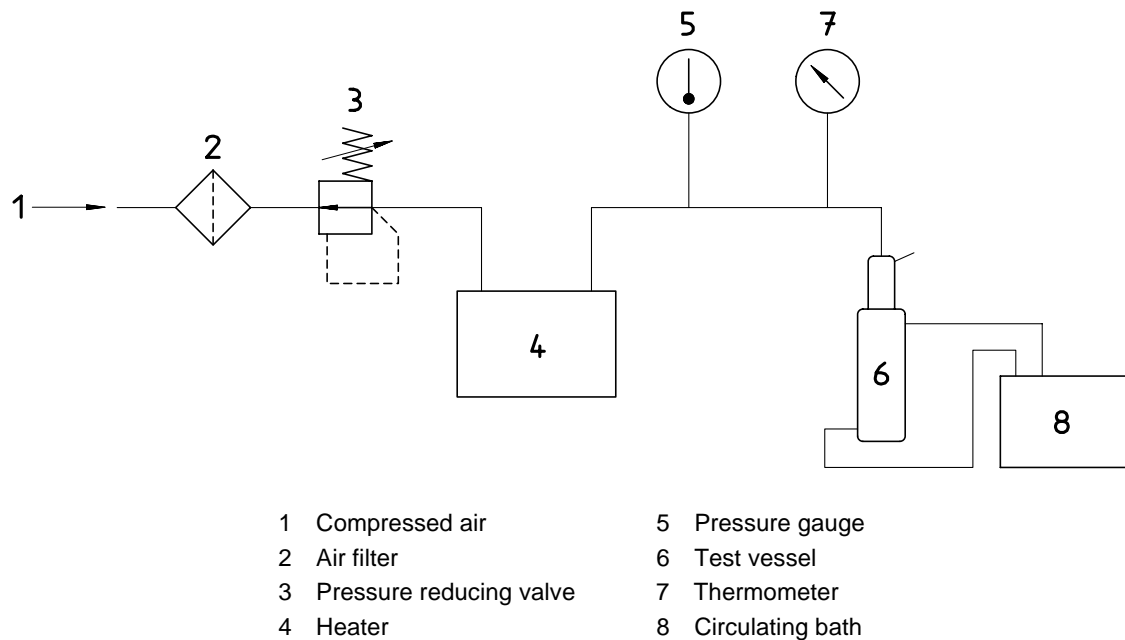 5 7
3
2
1
4
6
8
1 Compressed air
2 Air filter
3 Pressure reducing valve
4 Heater
5 Pressure gauge
6 Test vessel
7 Thermometer
8 Circulating bath